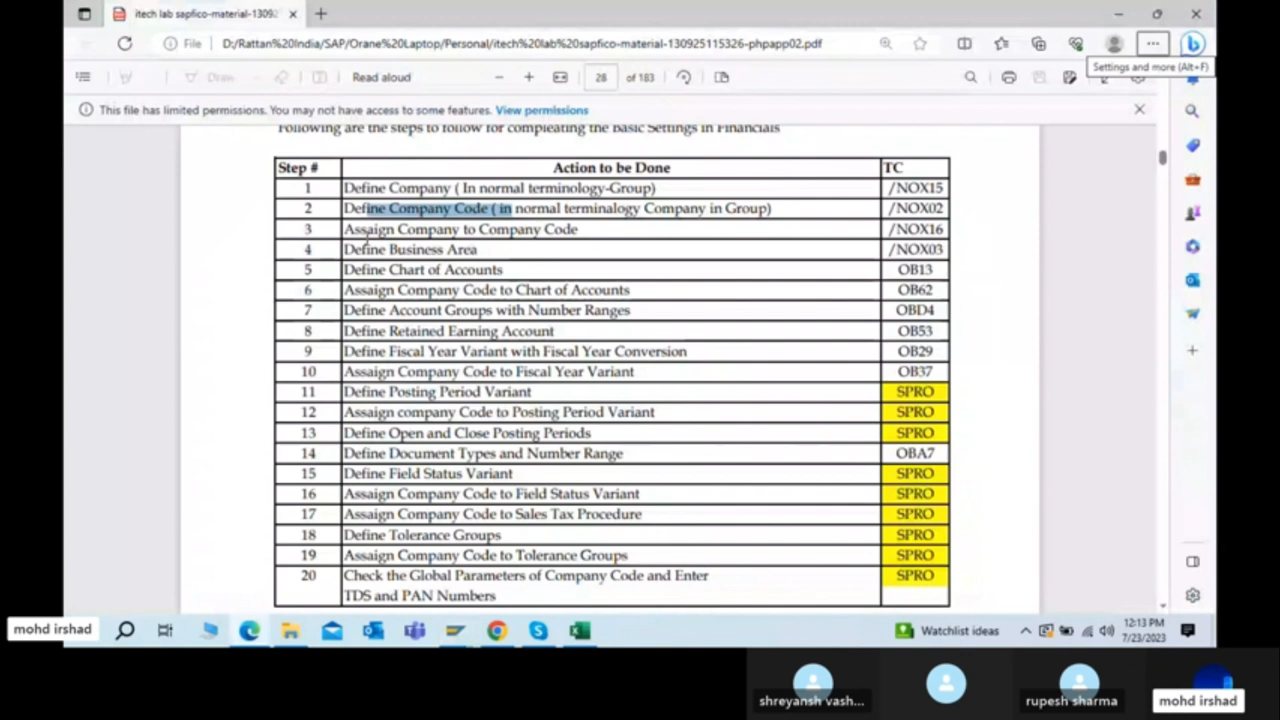 itech lab sapfico-material-13092
File
D:/Rattan%20India/SAP/Orane%20Laptop/Personal/itech%20lab%20sapfico-material-130925115326-phpapp02.pdf
Settings and more (Alt+F)
Draw
Read aloud
28 of 183
This file has limited permissions. You may not have access to some features. View permissions
Following are the steps to follow for compleating the basic Settings in Financials
Step # Action to be Done TC
1 Define Company ( In normal terminology-Group) /NOX15
2 Define Company Code ( in normal terminalogy Company in Group) /NOX02
3 Assaign Company to Company Code /NOX16
4 Define Business Area /NOX03
5 Define Chart of Accounts OB13
6 Assaign Company Code to Chart of Accounts OB62
7 Define Account Groups with Number Ranges OBD4
8 Define Retained Earning Account OB53
9 Define Fiscal Year Variant with Fiscal Year Conversion OB29
10 Assaign Company Code to Fiscal Year Variant OB37
11 Define Posting Period Variant SPRO
12 Assaign company Code to Posting Period Variant SPRO
13 Define Open and Close Posting Periods SPRO
14 Define Document Types and Number Range OBA7
15 Define Field Status Variant SPRO
16 Assaign Company Code to Field Status Variant SPRO
17 Assaign Company Code to Sales Tax Procedure SPRO
18 Define Tolerance Groups SPRO
19 Assaign Company Code to Tolerance Groups SPRO
20 Check the Global Parameters of Company Code and Enter SPRO
TDS and PAN Numbers
mohd irshad
Watchlist ideas
12:13 PM
7/23/2023
shreyansh vash...
rupesh sharma
mohd irshad